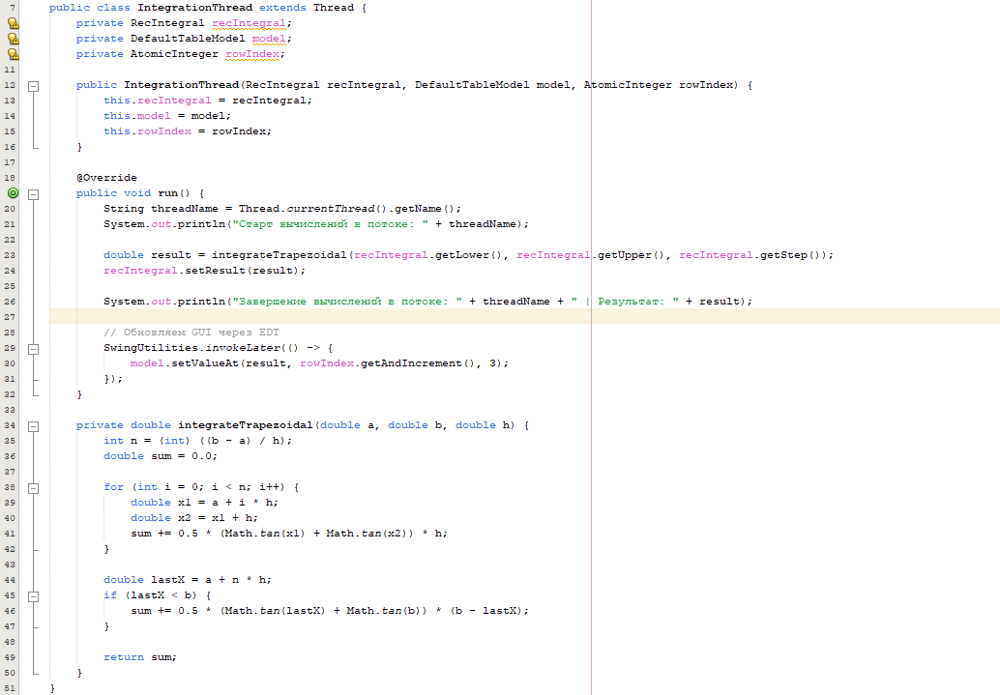 7 public class IntegrationThread extends Thread {
private RecIntegral recIntegral;
private DefaultTableModel model;
private AtomicInteger rowIndex;
11
12 public IntegrationThread(RecIntegral recIntegral, DefaultTableModel model, AtomicInteger rowIndex) {
13 this.recIntegral = recIntegral;
14 this.model = model;
15 this.rowIndex = rowIndex;
16 }
17
18 @Override
public void run() {
20 String threadName = Thread.currentThread().getName();
21 System.out.println("Старт вычислений в потоке: " + threadName);
22
23 double result = integrateTrapezoidal(recIntegral.getLower(), recIntegral.getUpper(), recIntegral.getStep());
24 recIntegral.setResult(result);
25
26 System.out.println("Завершение вычислений в потоке: " + threadName + " | Результат: " + result);
27
28 // Обновляем GUI через EDT
29 SwingUtilities.invokeLater(() -> {
30 model.setValueAt(result, rowIndex.getAndIncrement(), 3);
31 });
32 }
33
34 private double integrateTrapezoidal(double a, double b, double h) {
35 int n = (int) ((b - a) / h);
36 double sum = 0.0;
37
38 for (int i = 0; i < n; i++) {
39 double x1 = a + i * h;
40 double x2 = x1 + h;
41 sum += 0.5 * (Math.tan(x1) + Math.tan(x2)) * h;
42 }
43
44 double lastX = a + n * h;
45 if (lastX < b) {
46 sum += 0.5 * (Math.tan(lastX) + Math.tan(b)) * (b - lastX);
47 }
48
49 return sum;
50 }
51 }